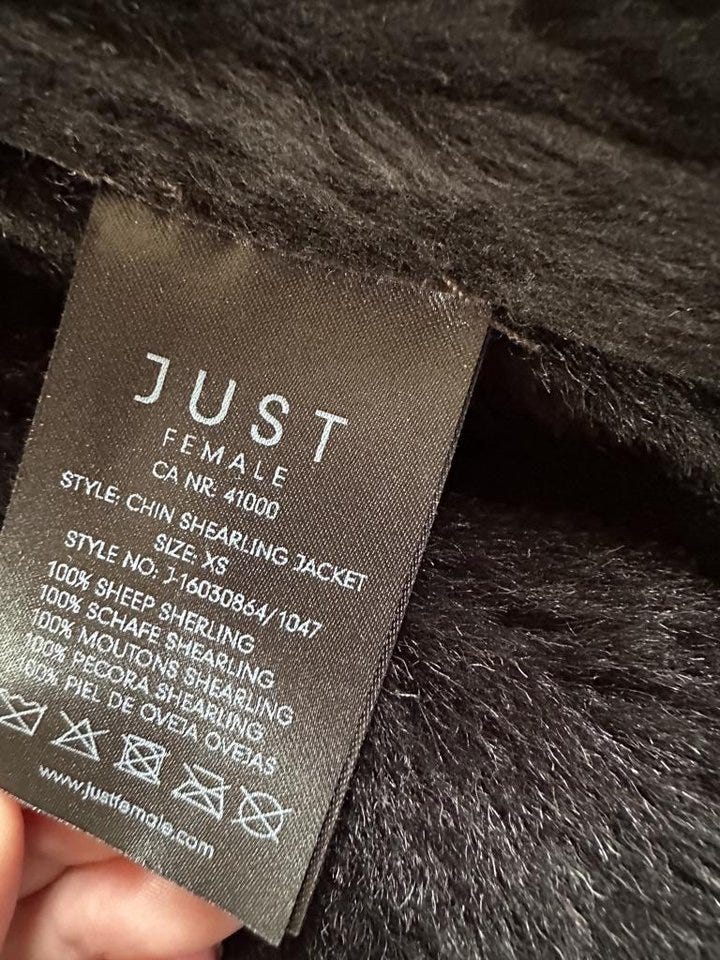 JUST
FEMALE
CA NR: 41000
STYLE: CHIN SHEARLING JACKET
SIZE: XS
STYLE NO: J-16030864/1047
100% SHEEP SHERLING
100% SCHAFE SHEARLING
100% MOUTONS SHEARLING
100% PECORA SHEARLING
100% PIEL DE OVEJA OVEJAS
www.justfemale.com